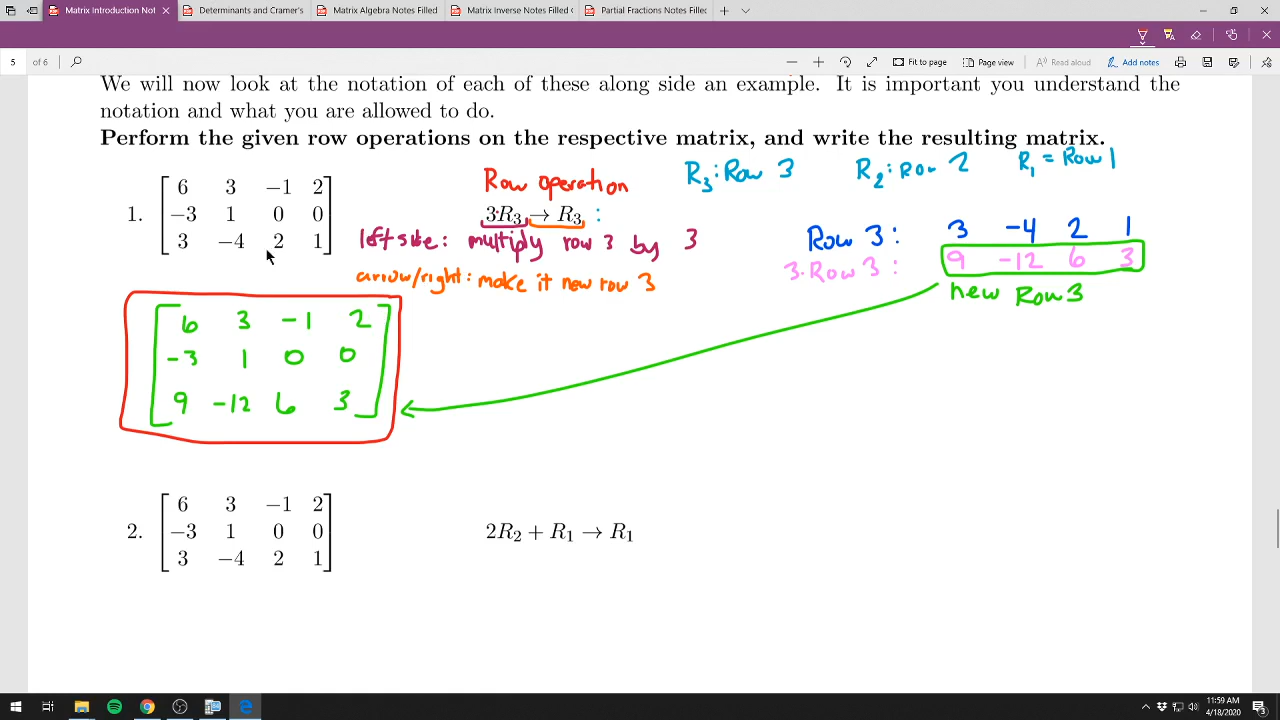 Matrix Introduction Not
Determinants and Cramer's
Matrix Algebra Notes Filled
Matrix Inverse Notes Filled
Partial Fractions Notes Filled
5 of 6
Fit to page
Page view
Read aloud
Add notes
We will now look at the notation of each of these along side an example. It is important you understand the
notation and what you are allowed to do.
Perform the given row operations on the respective matrix, and write the resulting matrix.
R₃: Row 3 R₂: Row 2 R₁ = Row 1
Row operation
1. 6 3 −1 2
−3 1 0 0
3 −4 2 1
3·R₃ → R₃ :
left side: multiply row 3 by 3
arrow/right: make it new row 3
Row 3: 3 -4 2 1
3·Row 3: 9 -12 6 3
new Row 3
6 3 -1 2
-3 1 0 0
9 -12 6 3
2. 6 3 −1 2
−3 1 0 0
3 −4 2 1
2R₂ + R₁ → R₁
11:59 AM
4/18/2020